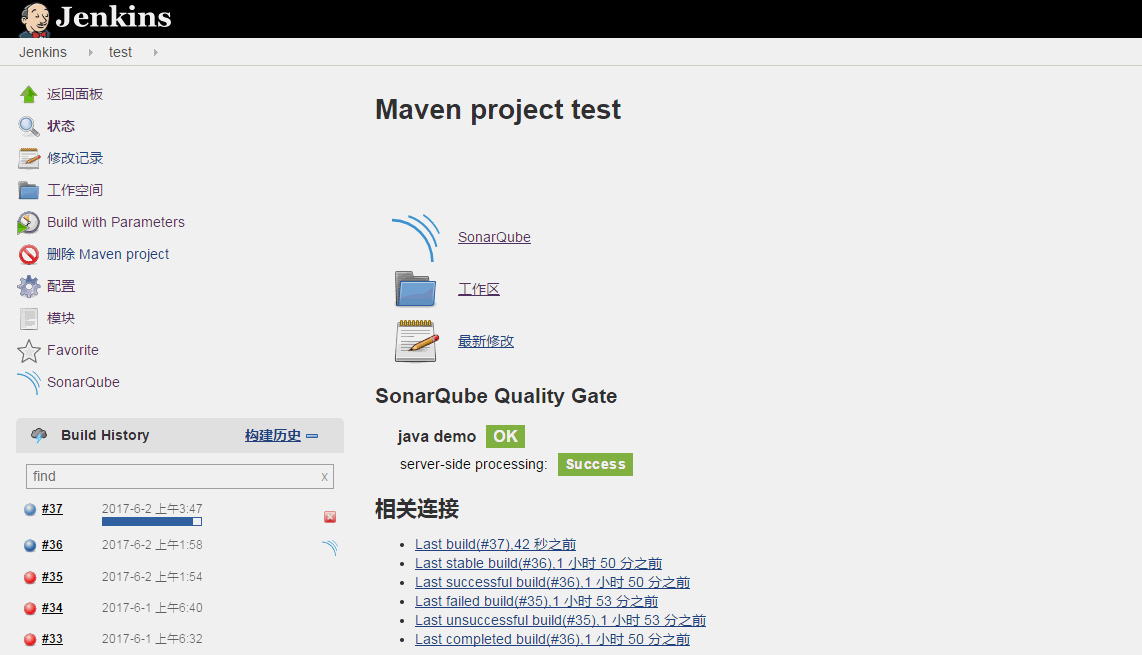 Jenkins
Jenkins test
返回面板
状态
修改记录
工作空间
Build with Parameters
删除 Maven project
配置
模块
Favorite
SonarQube
Build History 构建历史
find x
#37 2017-6-2 上午3:47
#36 2017-6-2 上午1:58
#35 2017-6-2 上午1:54
#34 2017-6-1 上午6:40
#33 2017-6-1 上午6:32
Maven project test
SonarQube
工作区
最新修改
SonarQube Quality Gate
java demo OK
server-side processing: Success
相关连接
Last build(#37),42 秒之前
Last stable build(#36),1 小时 50 分之前
Last successful build(#36),1 小时 50 分之前
Last failed build(#35),1 小时 53 分之前
Last unsuccessful build(#35),1 小时 53 分之前
Last completed build(#36),1 小时 50 分之前